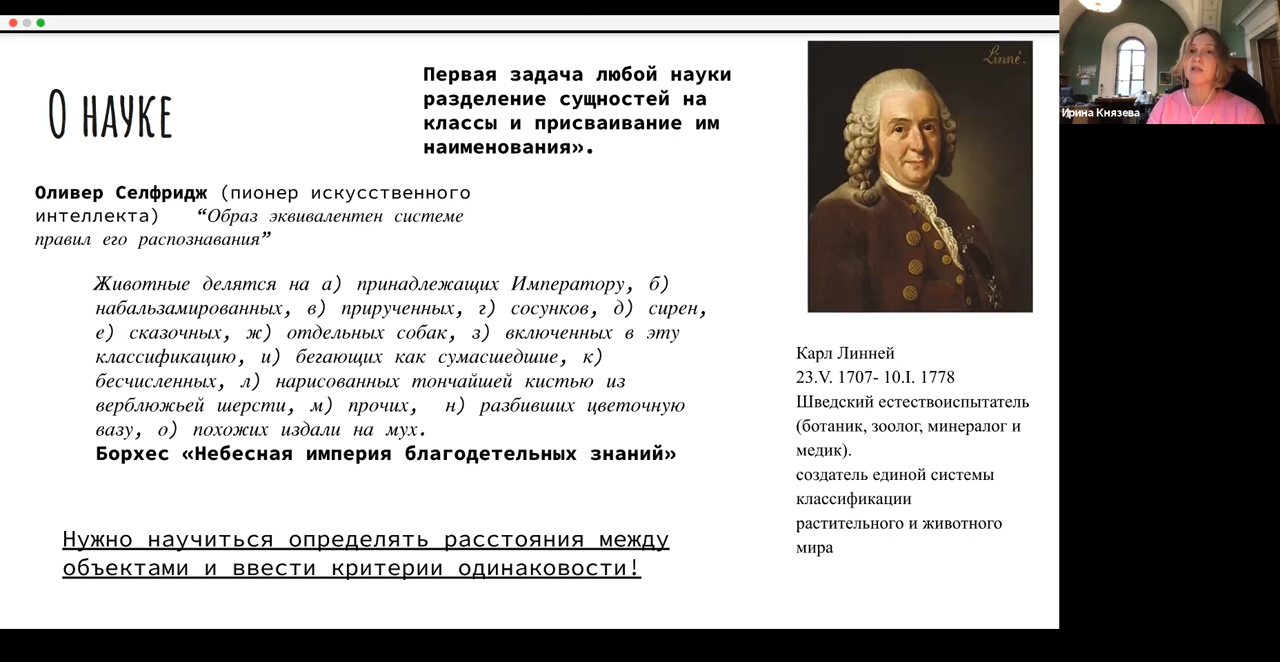 О НАУКЕ
Первая задача любой науки
разделение сущностей на
классы и присваивание им
наименования».
Оливер Селфридж (пионер искусственного
интеллекта) “Образ эквивалентен системе
правил его распознавания”
Животные делятся на а) принадлежащих Императору, б)
набальзамированных, в) прирученных, г) сосунков, д) сирен,
е) сказочных, ж) отдельных собак, з) включенных в эту
классификацию, и) бегающих как сумасшедшие, к)
бесчисленных, л) нарисованных тончайшей кистью из
верблюжьей шерсти, м) прочих, н) разбивших цветочную
вазу, о) похожих издали на мух.
Борхес «Небесная империя благодетельных знаний»
Нужно научиться определять расстояния между
объектами и ввести критерии одинаковости!
Linné.
Карл Линней
23.V. 1707- 10.I. 1778
Шведский естествоиспытатель
(ботаник, зоолог, минералог и
медик).
создатель единой системы
классификации
растительного и животного
мира
Ирина Князева